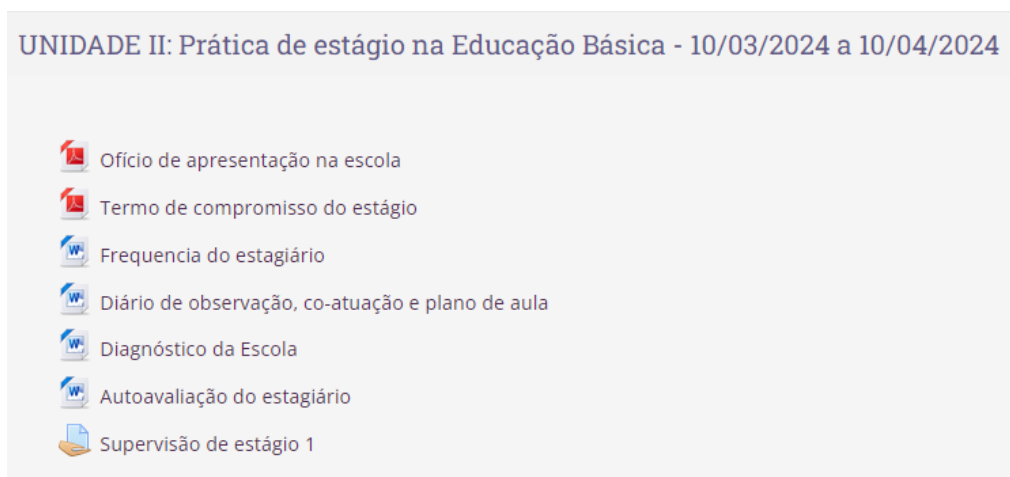 UNIDADE II: Prática de estágio na Educação Básica - 10/03/2024 a 10/04/2024
Ofício de apresentação na escola
Termo de compromisso do estágio
Frequencia do estagiário
Diário de observação, co-atuação e plano de aula
Diagnóstico da Escola
Autoavaliação do estagiário
Supervisão de estágio 1